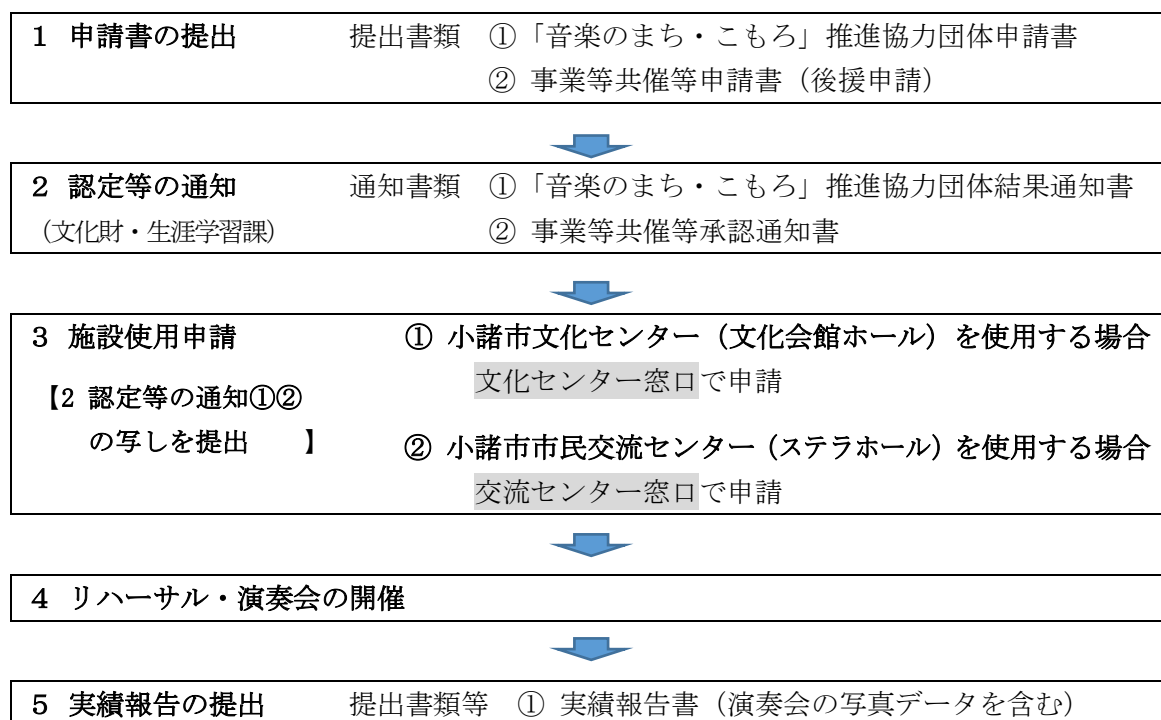 1 申請書の提出 提出書類 ①「音楽のまち・こもろ」推進協力団体申請書
② 事業等共催等申請書（後援申請）
2 認定等の通知 通知書類 ①「音楽のまち・こもろ」推進協力団体結果通知書
（文化財・生涯学習課） ② 事業等共催等承認通知書
3 施設使用申請 ① 小諸市文化センター（文化会館ホール）を使用する場合
文化センター窓口で申請
【2 認定等の通知①②
の写しを提出 】 ② 小諸市市民交流センター（ステラホール）を使用する場合
交流センター窓口で申請
4 リハーサル・演奏会の開催
5 実績報告の提出 提出書類等 ① 実績報告書（演奏会の写真データを含む）